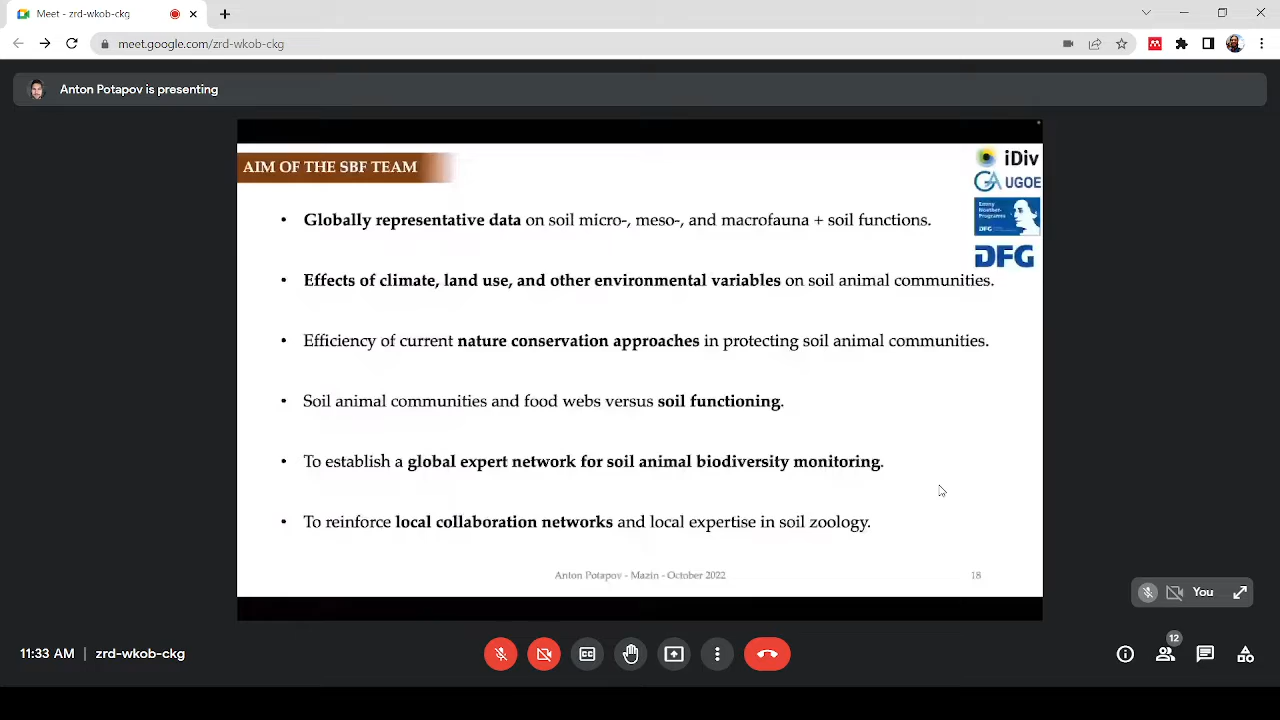 Meet - zrd-wkob-ckg
meet.google.com/zrd-wkob-ckg
Anton Potapov is presenting
AIM OF THE SBF TEAM
iDiv
UGOE
Emmy
Noether-
Programm
DFG
DFG
• Globally representative data on soil micro-, meso-, and macrofauna + soil functions.
• Effects of climate, land use, and other environmental variables on soil animal communities.
• Efficiency of current nature conservation approaches in protecting soil animal communities.
• Soil animal communities and food webs versus soil functioning.
• To establish a global expert network for soil animal biodiversity monitoring.
• To reinforce local collaboration networks and local expertise in soil zoology.
Anton Potapov - Mazin - October 2022
18
You
11:33 AM | zrd-wkob-ckg
12